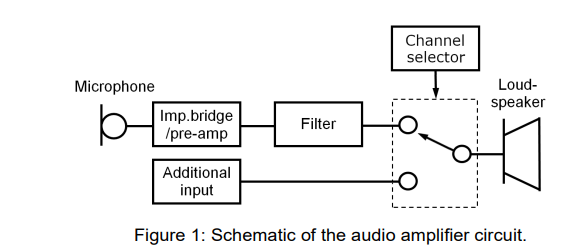 Channel
selector
Microphone
Loud-
speaker
Imp.bridge
/pre-amp
Filter
Additional
input
Figure 1: Schematic of the audio amplifier circuit.